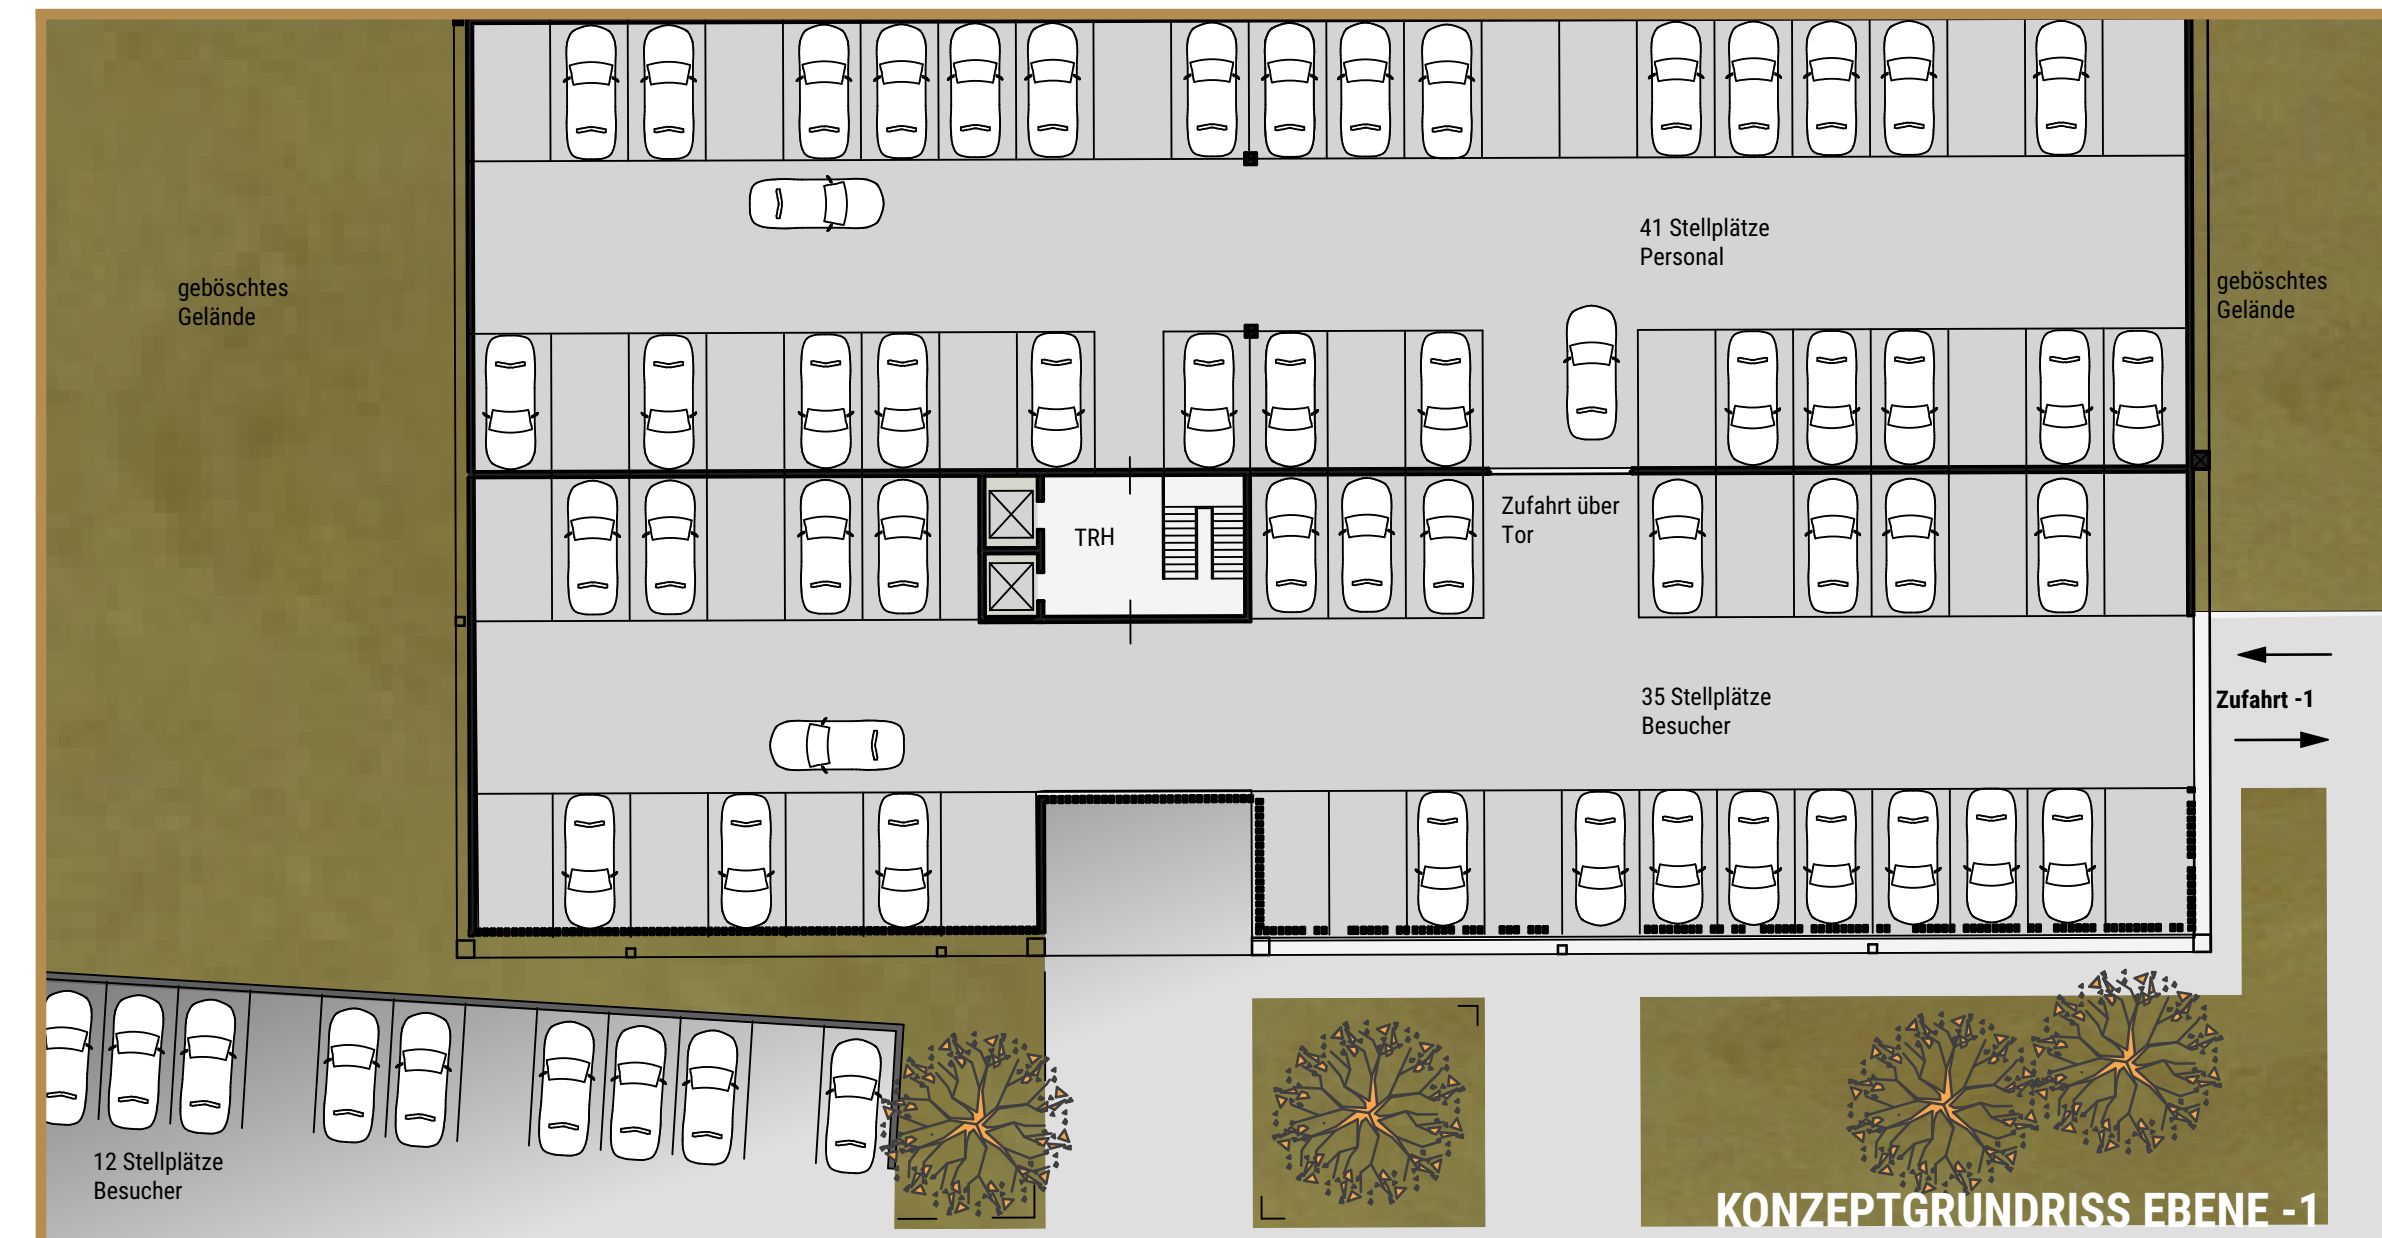 41 Stellplätze
Personal
geböschtes
Gelände
geböschtes
Gelände
Zufahrt über
Tor
TRH
35 Stellplätze
Besucher
Zufahrt -1
12 Stellplätze
Besucher
KONZEPTGRUNDRISS EBENE -1